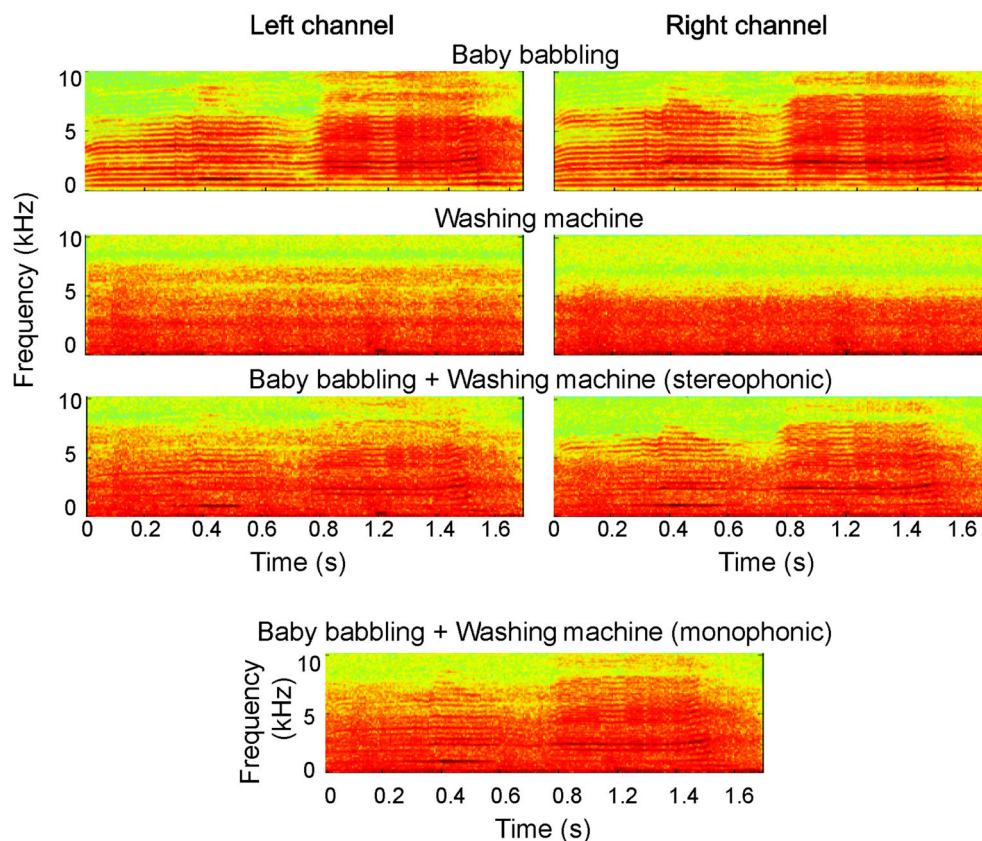 Left channel
Right channel
Baby babbling
10
5
0
Washing machine
10
5
0
Frequency (kHz)
Baby babbling + Washing machine (stereophonic)
10
5
0
0 0.2 0.4 0.6 0.8 1.2 1.4 1.6
0 0.2 0.4 0.6 0.8 1.2 1.4 1.6
Time (s)
Time (s)
Baby babbling + Washing machine (monophonic)
10
5
0
Frequency
(kHz)
0 0.2 0.4 0.6 0.8 1.2 1.4 1.6
Time (s)